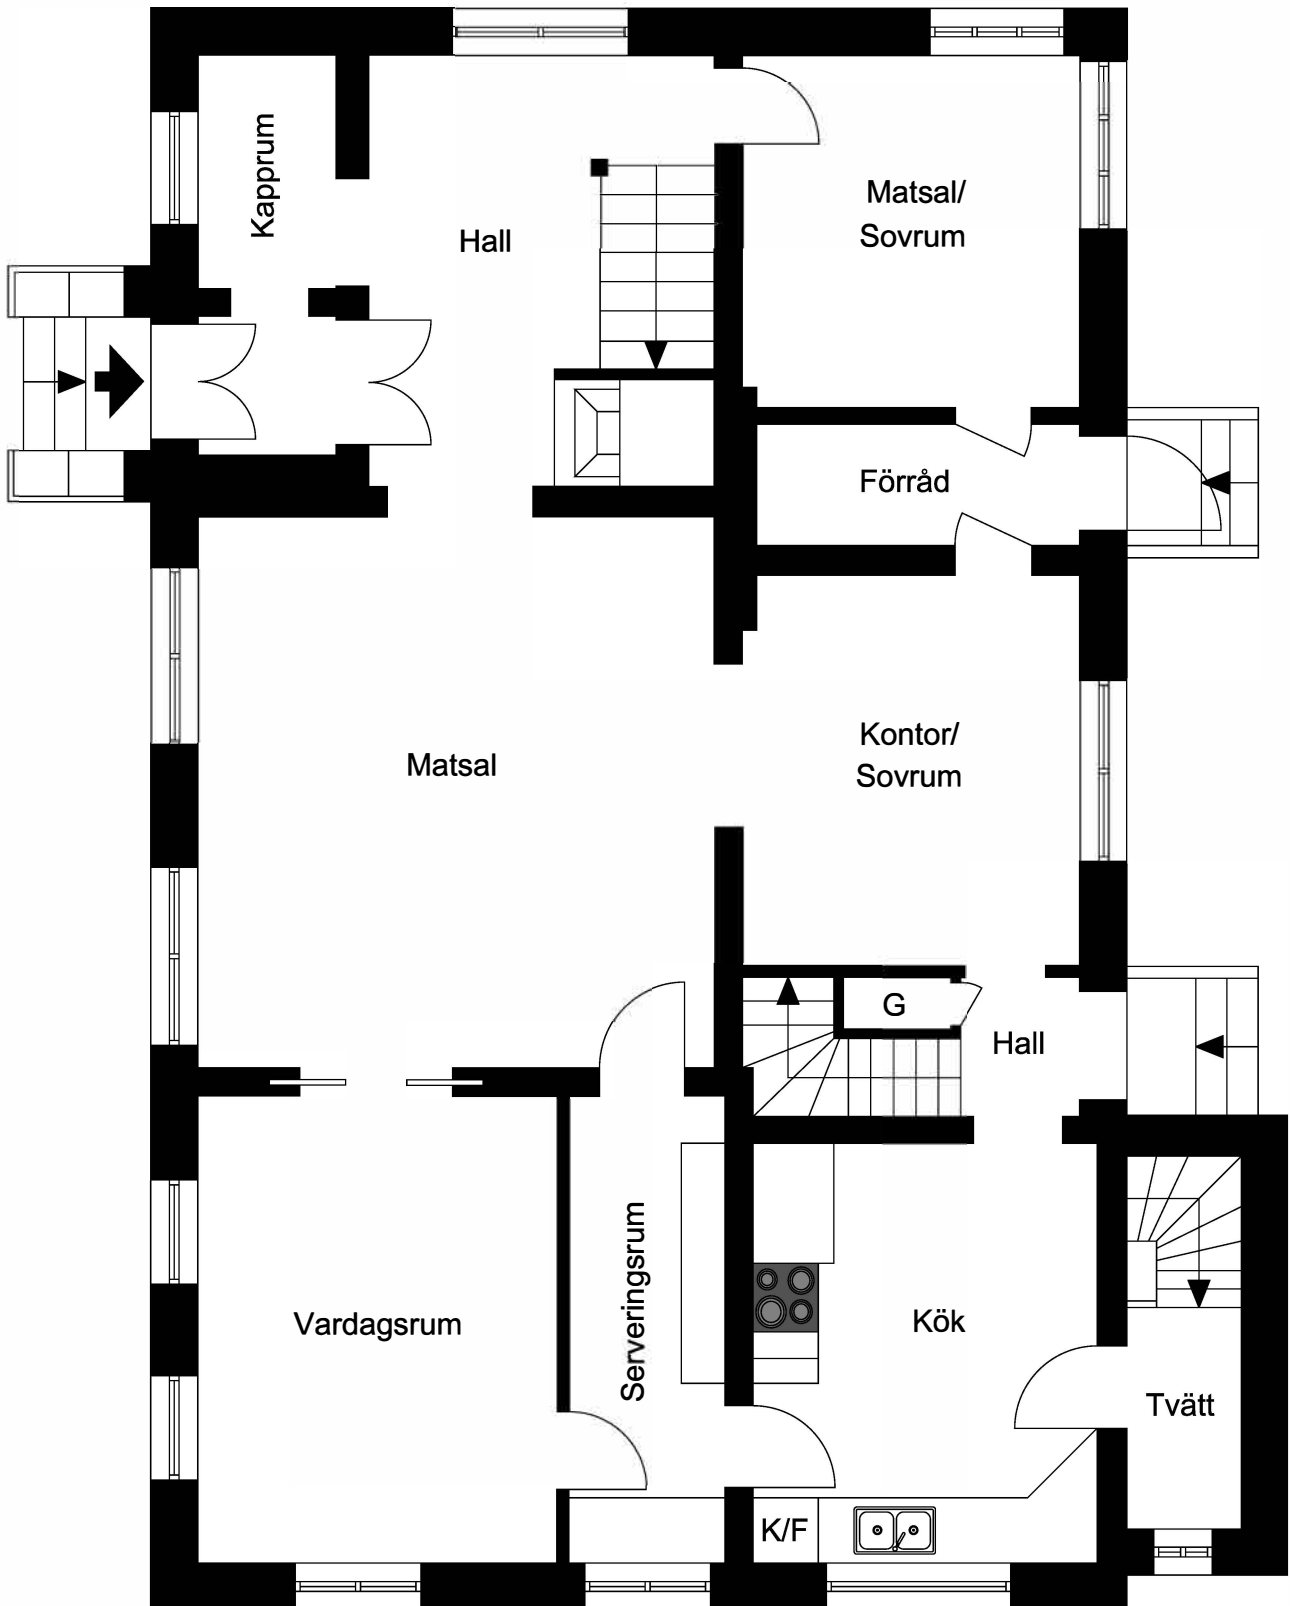 Kapprum
Hall
Matsal/
Sovrum
Förråd
Matsal
Kontor/
Sovrum
G
Hall
Vardagsrum
Serveringsrum
Kök
Tvätt
K/F